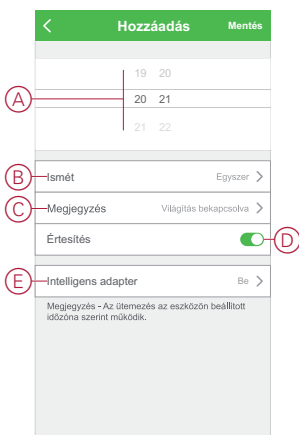 Hozzáadás Mentés
19 20
A 20 21
21 22
B Ismét Egyszer
C Megjegyzés Világítás bekapcsolva
Értesítés D
E Intelligens adapter Be
Megjegyzés - Az ütemezés az eszközön beállított
időzóna szerint működik.